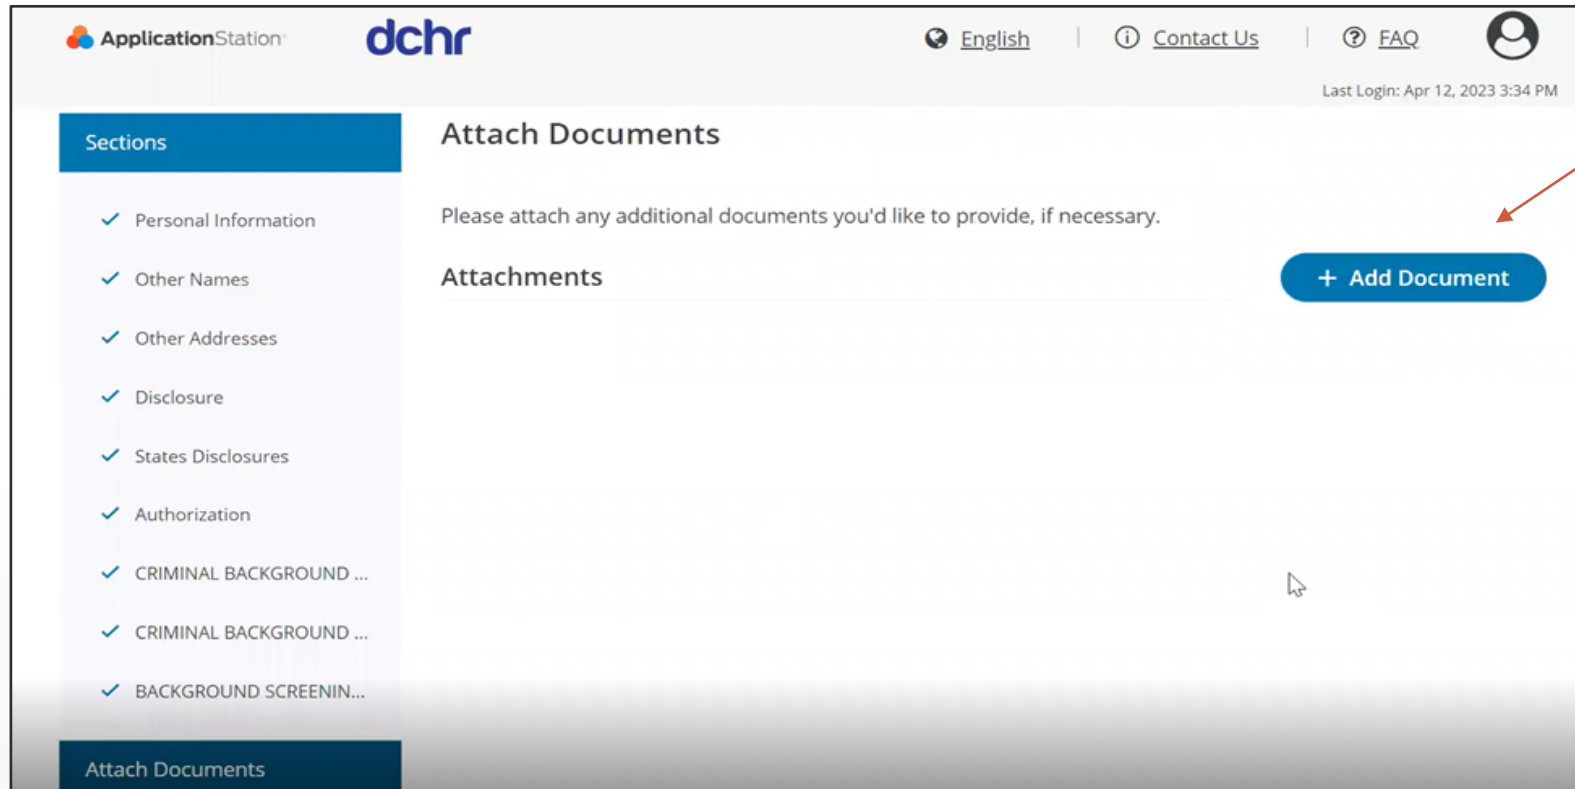 ApplicationStation
dchr
English
Contact Us
FAQ
Last Login: Apr 12, 2023 3:34 PM
Sections
Personal Information
Other Names
Other Addresses
Disclosure
States Disclosures
Authorization
CRIMINAL BACKGROUND ...
CRIMINAL BACKGROUND ...
BACKGROUND SCREENIN...
Attach Documents
Attach Documents
Please attach any additional documents you'd like to provide, if necessary.
Attachments
+ Add Document